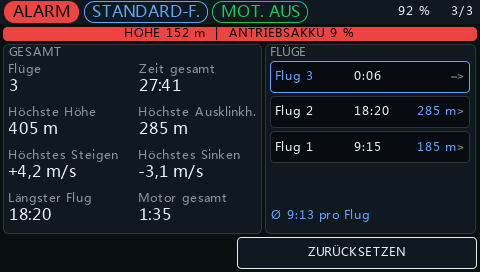 ALARM STANDARD-F. MOT. AUS 92 % 3/3
HÖHE 152 m | ANTRIEBSAKKU 9 %
GESAMT
Flüge Zeit gesamt
3 27:41
Höchste Höhe Höchste Ausklinkh.
405 m 285 m
Höchstes Steigen Höchstes Sinken
+4,2 m/s -3,1 m/s
Längster Flug Motor gesamt
18:20 1:35
FLÜGE
Flug 3 0:06 -->
Flug 2 18:20 285 m>
Flug 1 9:15 185 m>
Ø 9:13 pro Flug
ZURÜCKSETZEN